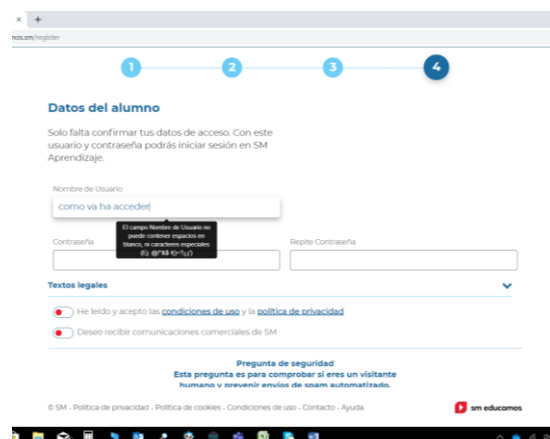 nos.sm/register
1 2 3 4
Datos del alumno
Solo falta confirmar tus datos de acceso. Con este
usuario y contraseña podrás iniciar sesión en SM
Aprendizaje.
Nombre de Usuario
como va ha acceder
El campo Nombre de Usuario no
puede contener espacios en
blanco, ni caracteres especiales
Contraseña
Repite Contraseña
Textos legales
He leído y acepto las condiciones de uso y la política de privacidad
Deseo recibir comunicaciones comerciales de SM
Pregunta de seguridad
Esta pregunta es para comprobar si eres un visitante
humano y prevenir envíos de spam automatizado.
© SM - Política de privacidad - Política de cookies - Condiciones de uso - Contacto - Ayuda
sm educamos